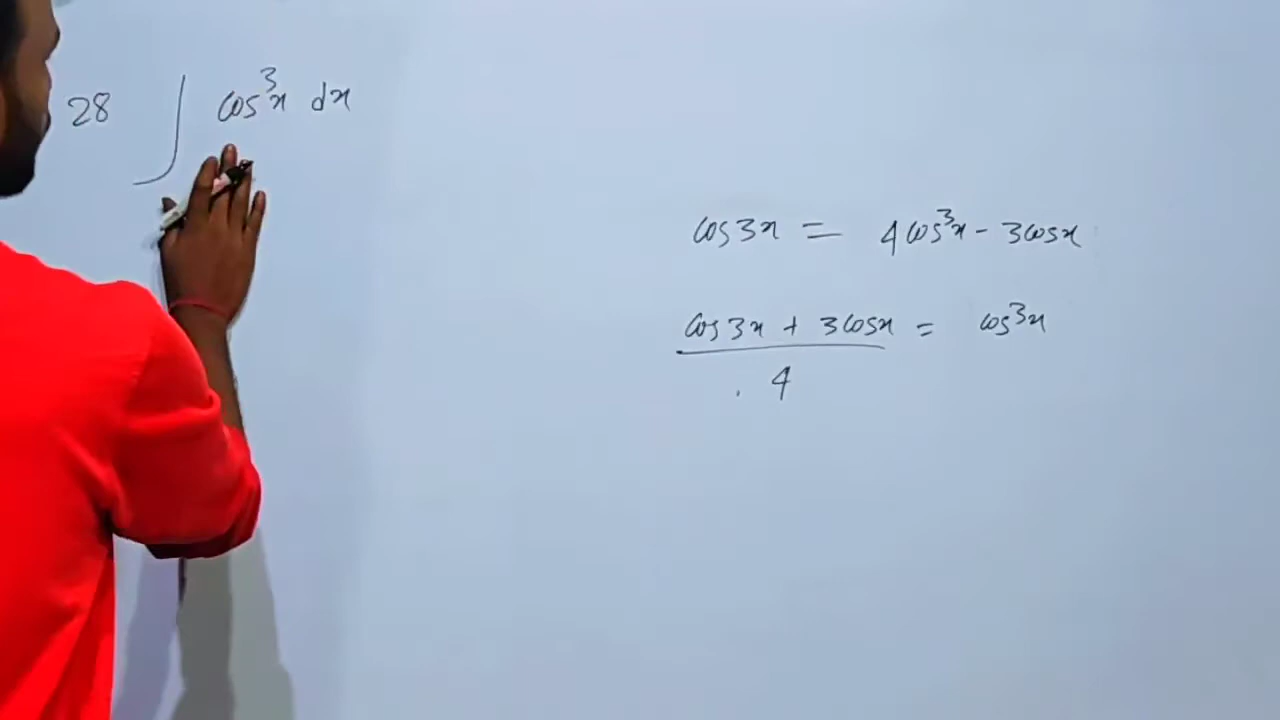 28 ∫ cos³x dx
cos3x = 4cos³x - 3cosx
cos3x + 3cosx = cos³x
4